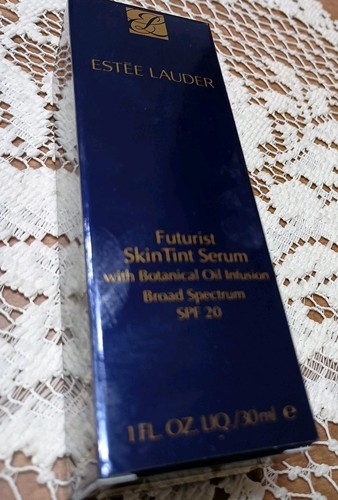 ESTĒE LAUDER
Futurist
SkinTint Serum
with Botanical Oil Infusion
Broad Spectrum
SPF 20
1 FL. OZ. LIQ./30ml e